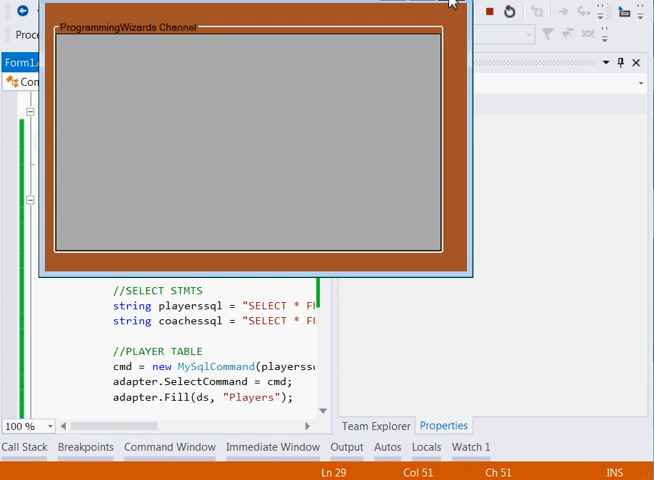 ProgrammingWizards Channel
Proce
Form1.
Con
//SELECT STMTS
string playerssql = "SELECT * F
string coachessql = "SELECT * F
//PLAYER TABLE
cmd = new MySqlCommand(playerss
adapter.SelectCommand = cmd;
adapter.Fill(ds, "Players");
100 %
Team Explorer Properties
Call Stack Breakpoints Command Window Immediate Window Output Autos Locals Watch 1
Ln 29 Col 51 Ch 51 INS